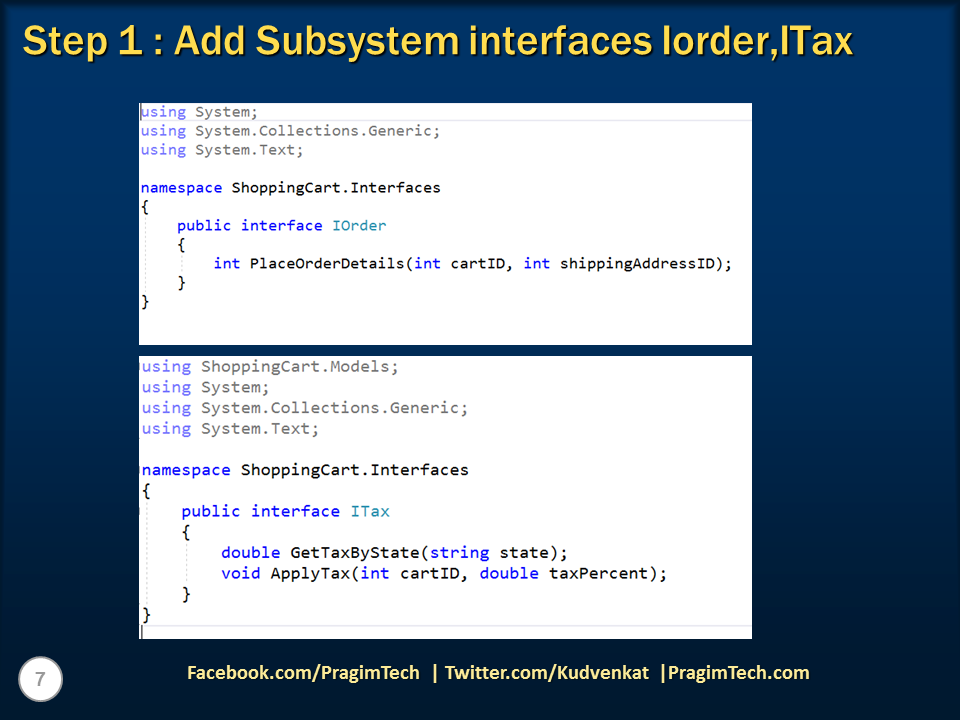 Step 1 : Add Subsystem interfaces Iorder,ITax
using System;
using System.Collections.Generic;
using System.Text;
namespace ShoppingCart.Interfaces
{
public interface IOrder
{
int PlaceOrderDetails(int cartID, int shippingAddressID);
}
}
using ShoppingCart.Models;
using System;
using System.Collections.Generic;
using System.Text;
namespace ShoppingCart.Interfaces
{
public interface ITax
{
double GetTaxByState(string state);
void ApplyTax(int cartID, double taxPercent);
}
}
7
Facebook.com/PragimTech | Twitter.com/Kudvenkat |PragimTech.com